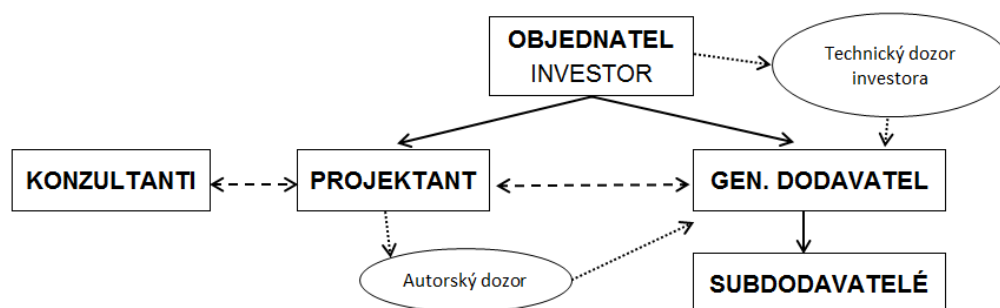 OBJEDNATEL
INVESTOR
Technický dozor
investora
KONZULTANTI
PROJEKTANT
GEN. DODAVATEL
Autorský dozor
SUBDODAVATELÉ